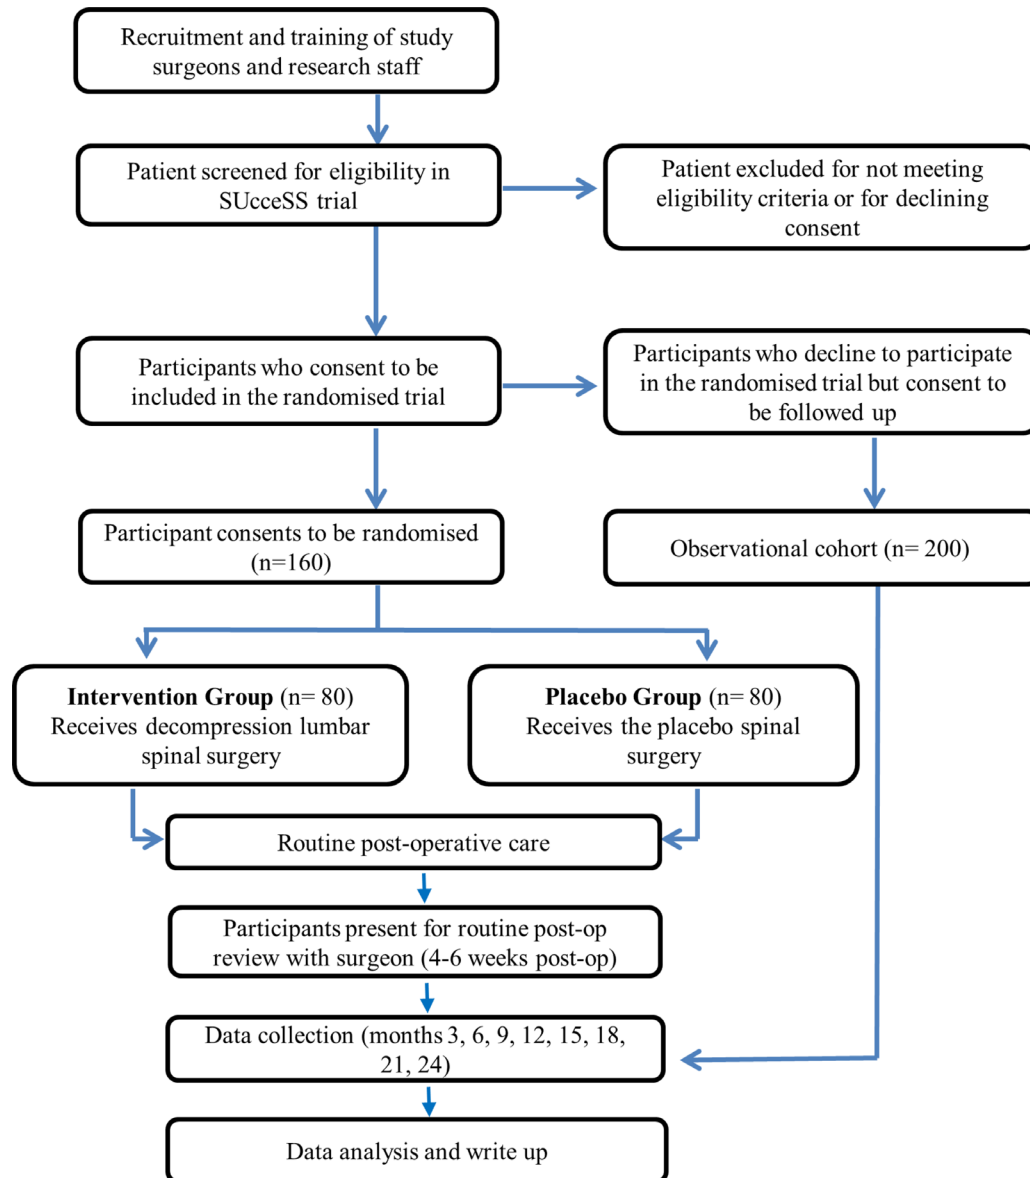 Recruitment and training of study
surgeons and research staff
Patient screened for eligibility in
SUcceSS trial
Patient excluded for not meeting
eligibility criteria or for declining
consent
Participants who consent to be
included in the randomised trial
Participants who decline to participate
in the randomised trial but consent to
be followed up
Participant consents to be randomised
(n=160)
Observational cohort (n= 200)
Intervention Group (n= 80)
Receives decompression lumbar
spinal surgery
Placebo Group (n= 80)
Receives the placebo spinal
surgery
Routine post-operative care
Participants present for routine post-op
review with surgeon (4-6 weeks post-op)
Data collection (months 3, 6, 9, 12, 15, 18,
21, 24)
Data analysis and write up